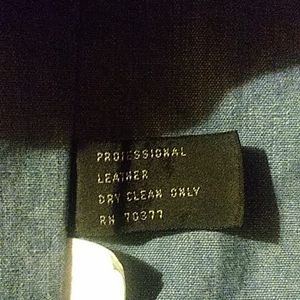 PROFESSIONAL
LEATHER
DRY CLEAN ONLY
RN 70377